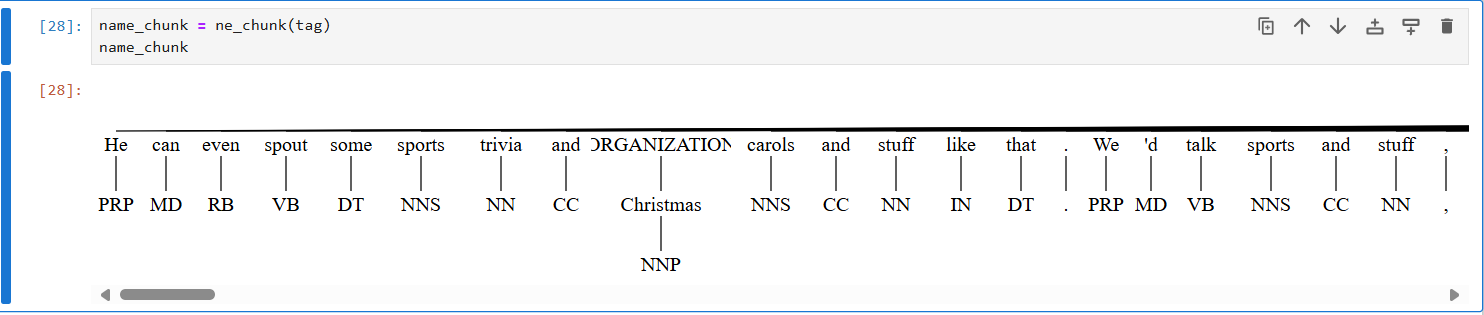 [28]:
name_chunk = ne_chunk(tag)
name_chunk
[28]:
He can even spout some sports trivia and ORGANIZATION carols and stuff like that . We 'd talk sports and stuff ,
PRP MD RB VB DT NNS NN CC Christmas NNS CC NN IN DT . PRP MD VB NNS CC NN ,
NNP